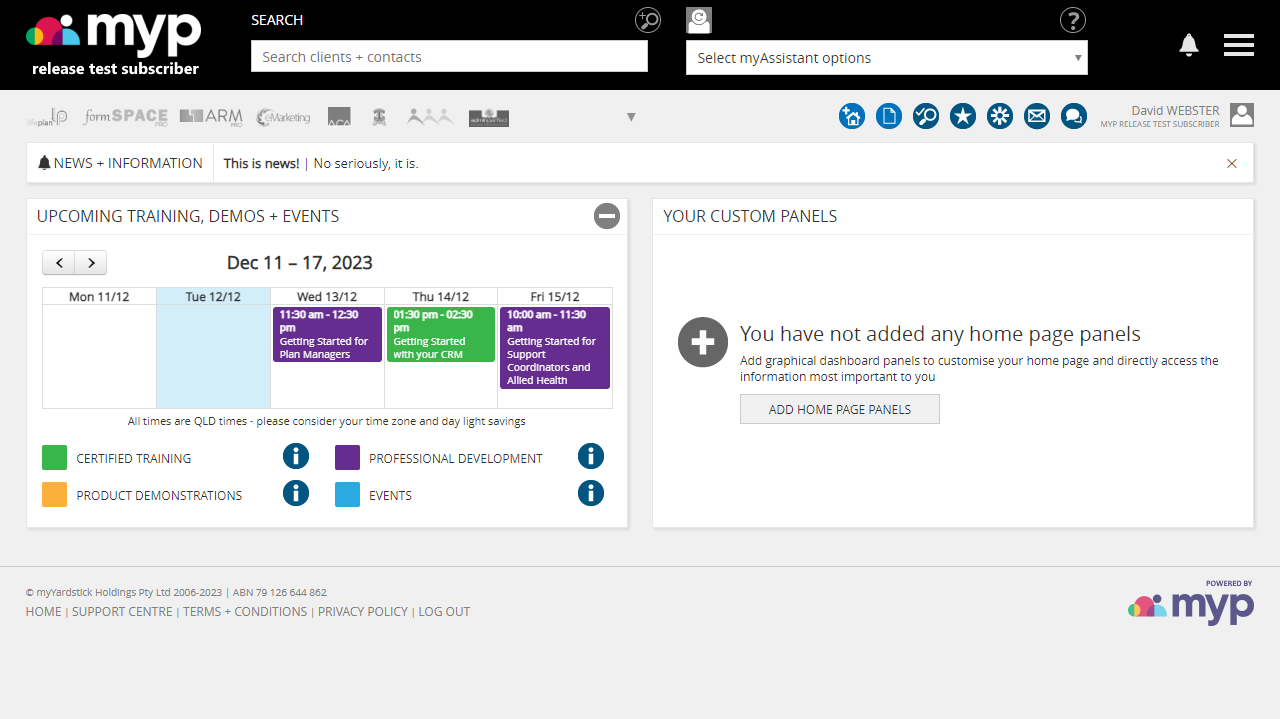 myp
release test subscriber
SEARCH
Search clients + contacts
Select myAssistant options
lifeplan lp
formSPACE PRO
ARM PRO
eMarketing
ACA
David WEBSTER
MYP RELEASE TEST SUBSCRIBER
NEWS + INFORMATION
This is news! | No seriously, it is.
UPCOMING TRAINING, DEMOS + EVENTS
Dec 11 – 17, 2023
Mon 11/12 Tue 12/12 Wed 13/12 Thu 14/12 Fri 15/12
11:30 am - 12:30
pm
Getting Started for
Plan Managers
01:30 pm - 02:30
pm
Getting Started
with your CRM
10:00 am - 11:30
am
Getting Started for
Support
Coordinators and
Allied Health
All times are QLD times - please consider your time zone and day light savings
CERTIFIED TRAINING
PROFESSIONAL DEVELOPMENT
PRODUCT DEMONSTRATIONS
EVENTS
YOUR CUSTOM PANELS
You have not added any home page panels
Add graphical dashboard panels to customise your home page and directly access the
information most important to you
ADD HOME PAGE PANELS
© myYardstick Holdings Pty Ltd 2006-2023 | ABN 79 126 644 862
HOME | SUPPORT CENTRE | TERMS + CONDITIONS | PRIVACY POLICY | LOG OUT
POWERED BY
myp